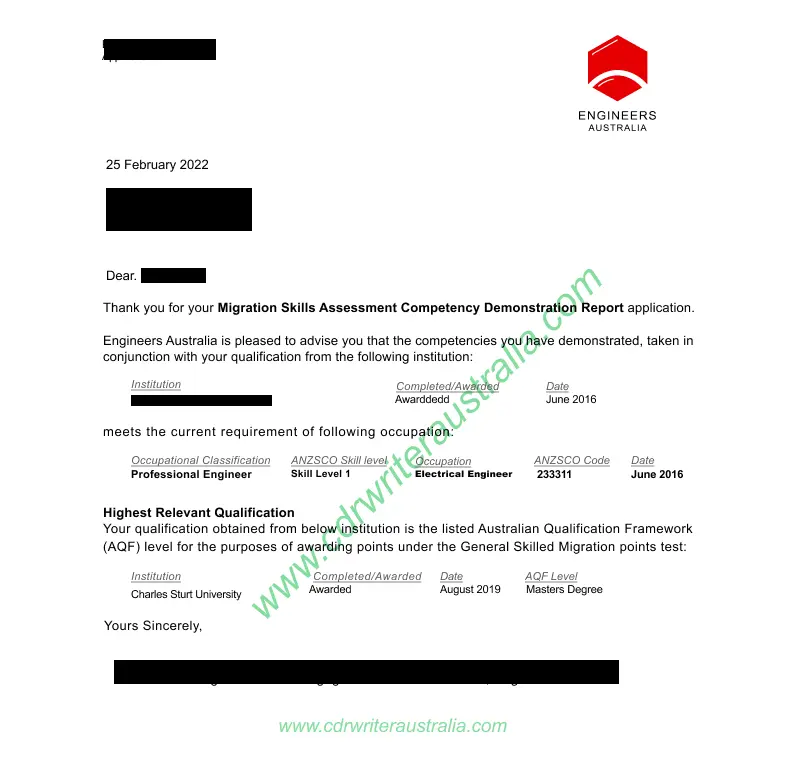 ENGINEERS
AUSTRALIA
25 February 2022
Dear.
Thank you for your Migration Skills Assessment Competency Demonstration Report application.
Engineers Australia is pleased to advise you that the competencies you have demonstrated, taken in
conjunction with your qualification from the following institution:
Institution Completed/Awarded Date
Awarddedd June 2016
meets the current requirement of following occupation:
Occupational Classification ANZSCO Skill level Occupation ANZSCO Code Date
Professional Engineer Skill Level 1 Electrical Engineer 233311 June 2016
Highest Relevant Qualification
Your qualification obtained from below institution is the listed Australian Qualification Framework
(AQF) level for the purposes of awarding points under the General Skilled Migration points test:
Institution Completed/Awarded Date AQF Level
Charles Sturt University Awarded August 2019 Masters Degree
Yours Sincerely,
www.cdrwriteraustralia.com
www.cdrwriteraustralia.com